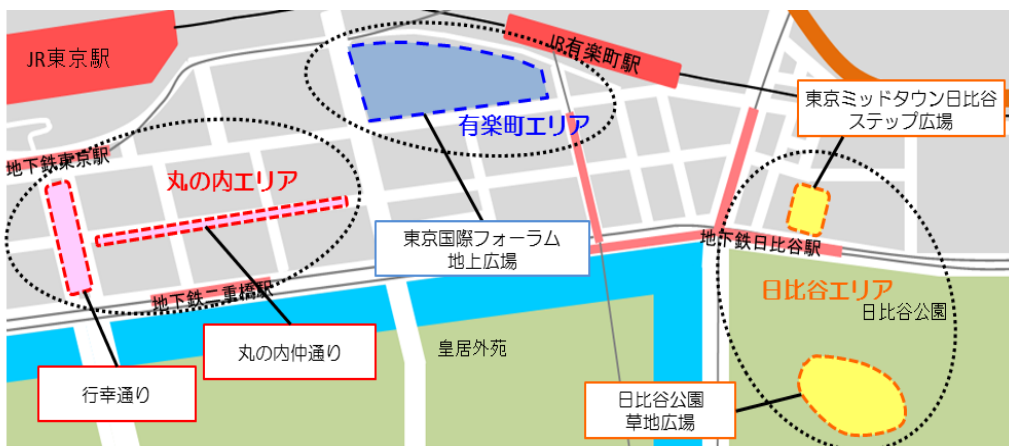 JR東京駅
JR有楽町駅
東京ミッドタウン日比谷
ステップ広場
有楽町エリア
地下鉄東京駅
丸の内エリア
東京国際フォーラム
地上広場
地下鉄日比谷駅
地下鉄二重橋駅
日比谷エリア
日比谷公園
丸の内仲通り
皇居外苑
行幸通り
日比谷公園
草地広場